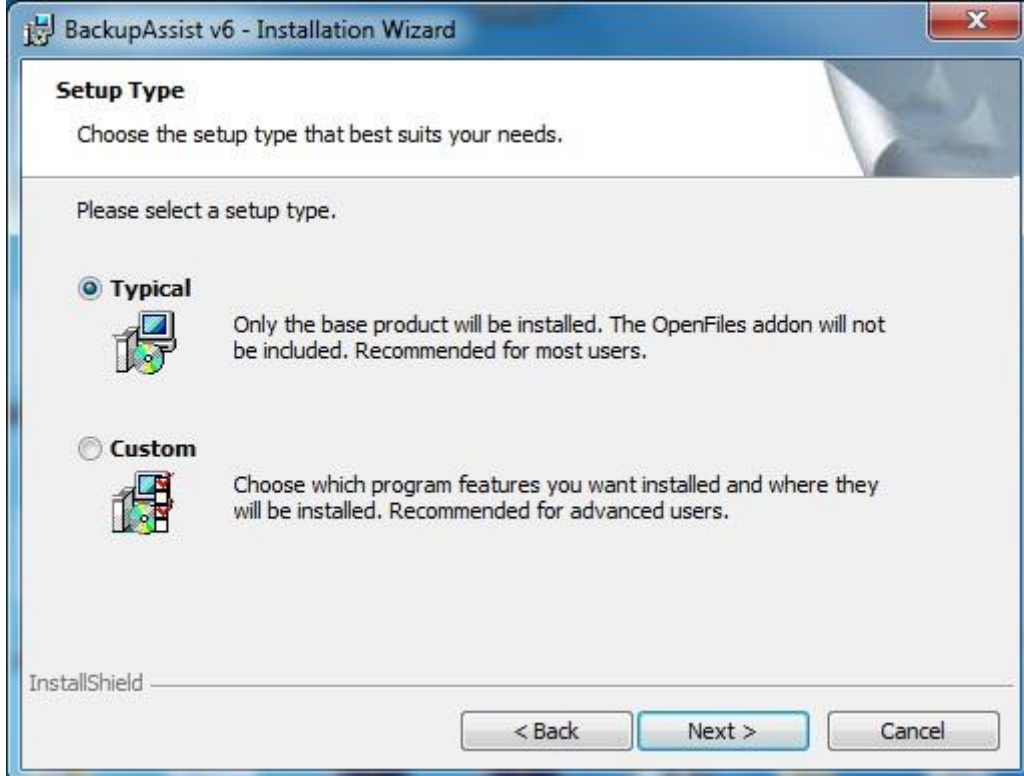 BackupAssist v6 - Installation Wizard
Setup Type
Choose the setup type that best suits your needs.
Please select a setup type.
Typical
Only the base product will be installed. The OpenFiles addon will not
be included. Recommended for most users.
Custom
Choose which program features you want installed and where they
will be installed. Recommended for advanced users.
InstallShield
< Back
Next >
Cancel